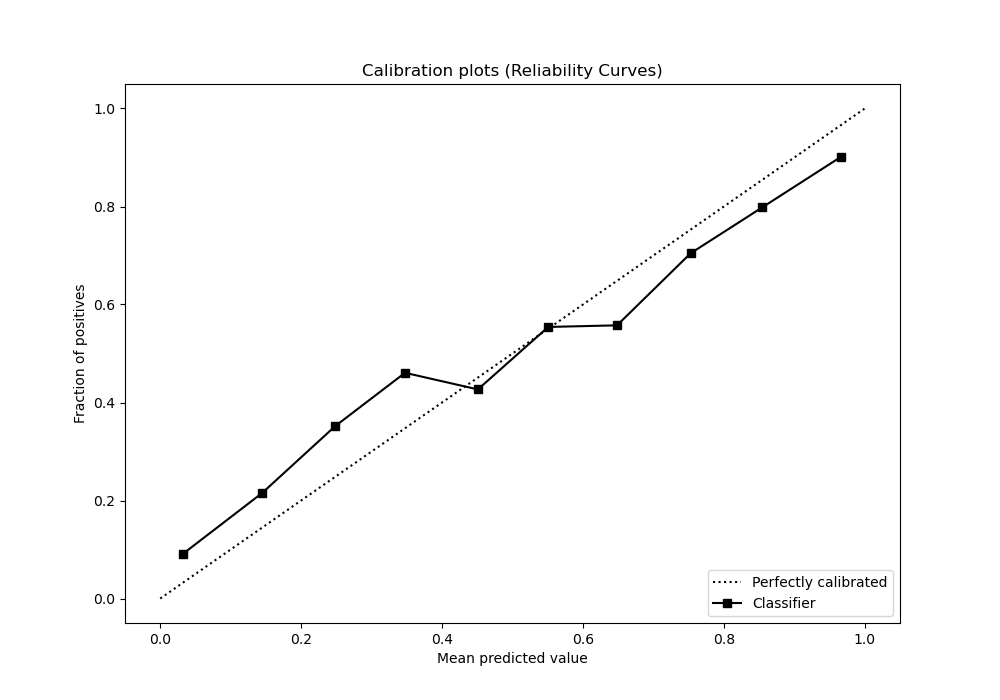 Calibration plots (Reliability Curves)
Fraction of positives
1.0
0.8
0.6
0.4
0.2
0.0
0.0 0.2 0.4 0.6 0.8 1.0
Mean predicted value
Perfectly calibrated
Classifier